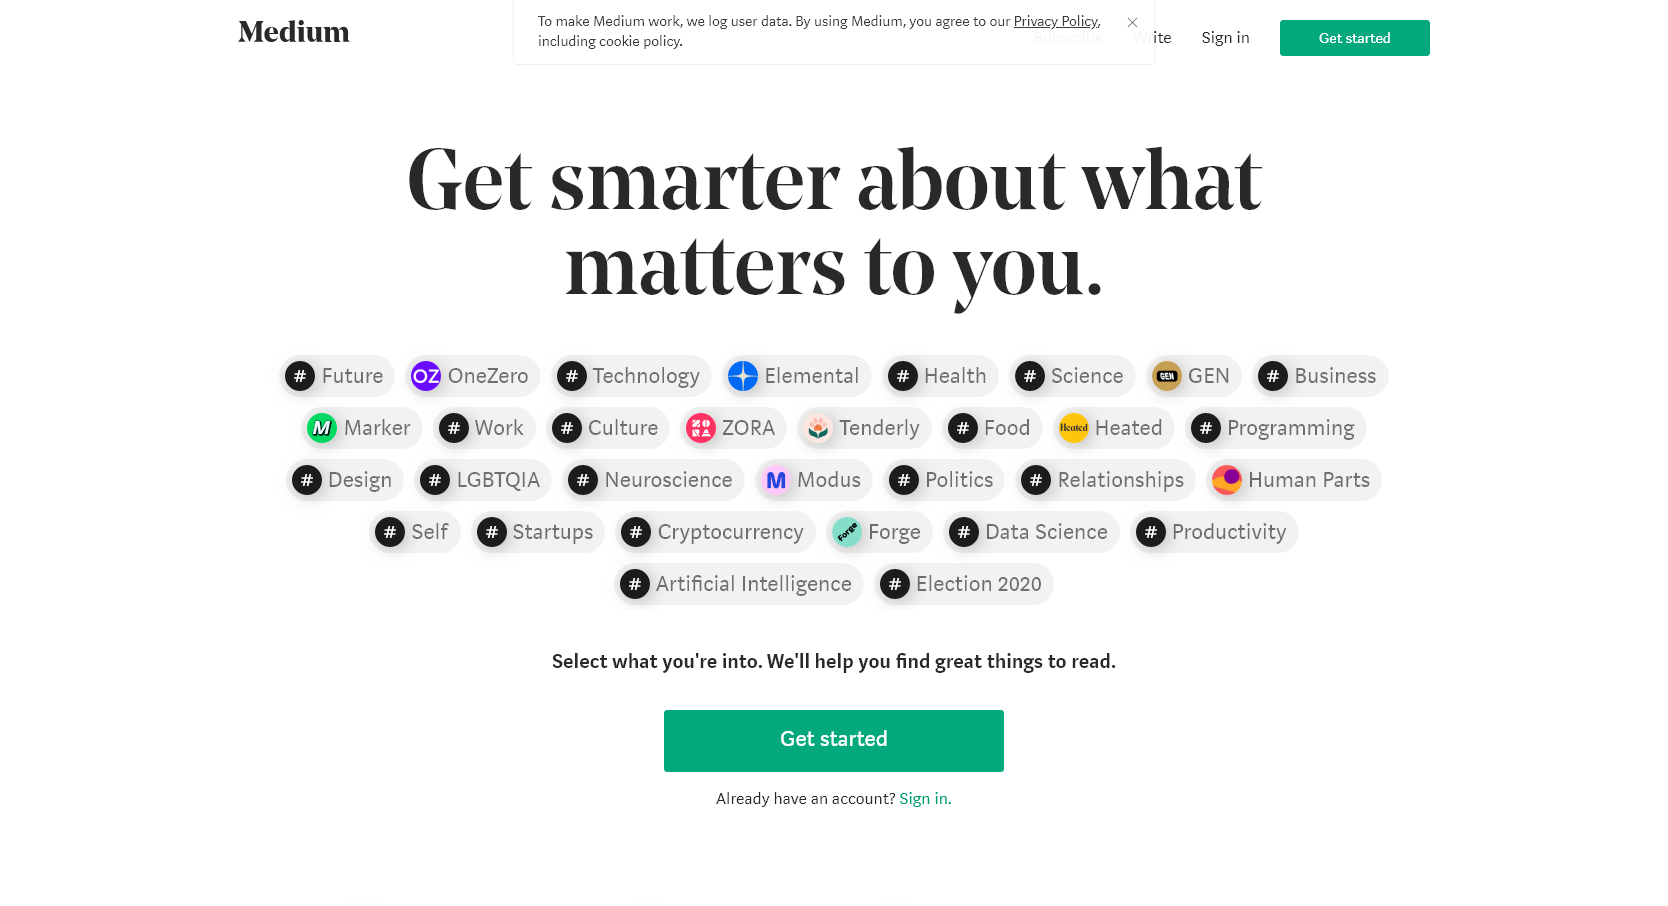 Medium
To make Medium work, we log user data. By using Medium, you agree to our Privacy Policy,
including cookie policy.
Subscribe
Write
Sign in
Get started
Get smarter about what
matters to you.
# Future
OZ OneZero
# Technology
Elemental
# Health
# Science
GEN GEN
# Business
M Marker
# Work
# Culture
ZORA ZORA
Tenderly
# Food
Heated Heated
# Programming
# Design
# LGBTQIA
# Neuroscience
M Modus
# Politics
# Relationships
Human Parts
# Self
# Startups
# Cryptocurrency
Forge Forge
# Data Science
# Productivity
# Artificial Intelligence
# Election 2020
Select what you're into. We'll help you find great things to read.
Get started
Already have an account? Sign in.